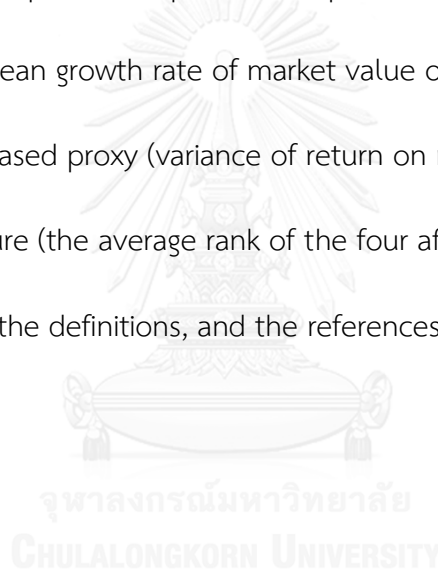 ean growth rate of market value o
ased proxy (variance of return on
ure (the average rank of the four af
the definitions, and the references
จุฬาลงกรณ์มหาวิทยาลัย
CHULALONGKORN UNIVERSITY